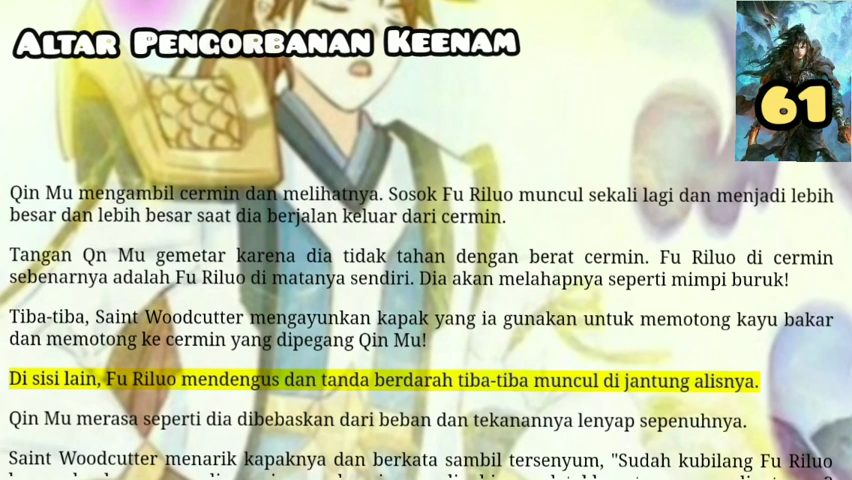 Altar Pengorbanan Keenam
61
Qin Mu mengambil cermin dan melihatnya. Sosok Fu Riluo muncul sekali lagi dan menjadi lebih
besar dan lebih besar saat dia berjalan keluar dari cermin.
Tangan Qn Mu gemetar karena dia tidak tahan dengan berat cermin. Fu Riluo di cermin
sebenarnya adalah Fu Riluo di matanya sendiri. Dia akan melahapnya seperti mimpi buruk!
Tiba-tiba, Saint Woodcutter mengayunkan kapak yang ia gunakan untuk memotong kayu bakar
dan memotong ke cermin yang dipegang Qin Mu!
Di sisi lain, Fu Riluo mendengus dan tanda berdarah tiba-tiba muncul di jantung alisnya.
Qin Mu merasa seperti dia dibebaskan dari beban dan tekanannya lenyap sepenuhnya.
Saint Woodcutter menarik kapaknya dan berkata sambil tersenyum, "Sudah kubilang Fu Riluo